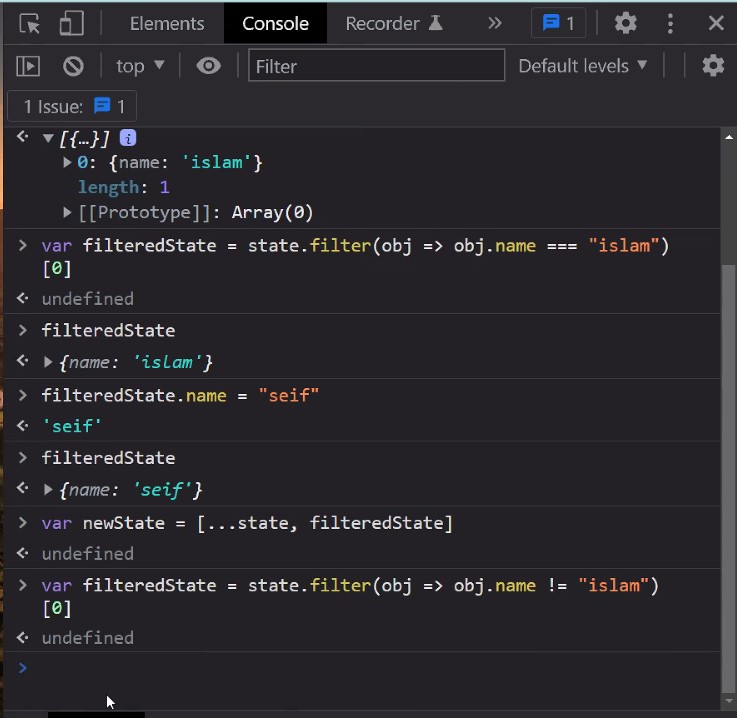 Elements Console Recorder 1
top Filter Default levels
1 Issue: 1
[{…}] i
0: {name: 'islam'}
length: 1
[[Prototype]]: Array(0)
> var filteredState = state.filter(obj => obj.name === "islam")
[0]
undefined
> filteredState
{name: 'islam'}
> filteredState.name = "seif"
'seif'
> filteredState
{name: 'seif'}
> var newState = [...state, filteredState]
undefined
> var filteredState = state.filter(obj => obj.name != "islam")
[0]
undefined
>